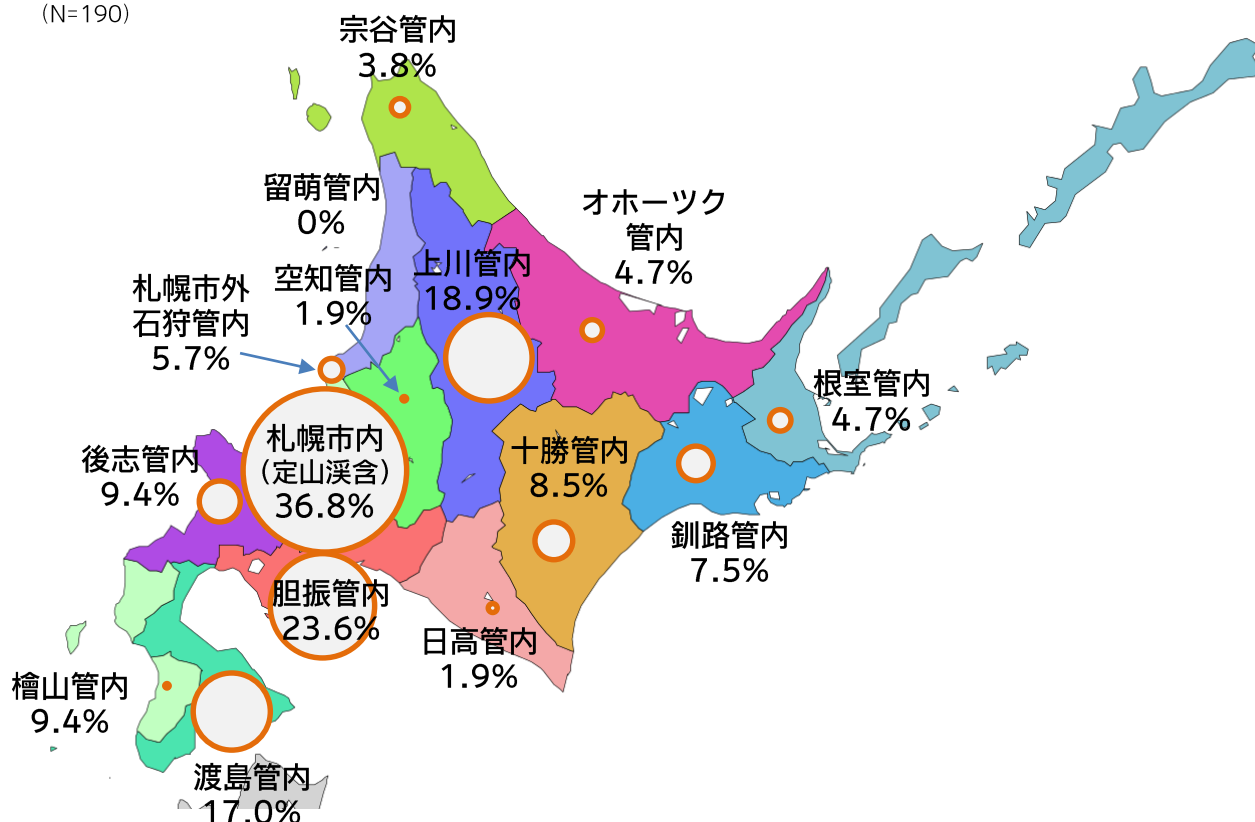 (N=190)
宗谷管内
3.8%
留萌管内
0%
オホーツク
管内
4.7%
上川管内
18.9%
空知管内
1.9%
札幌市外
石狩管内
5.7%
根室管内
4.7%
札幌市内
(定山渓含)
36.8%
後志管内
9.4%
十勝管内
8.5%
釧路管内
7.5%
胆振管内
23.6%
日高管内
1.9%
檜山管内
9.4%
渡島管内
17.0%